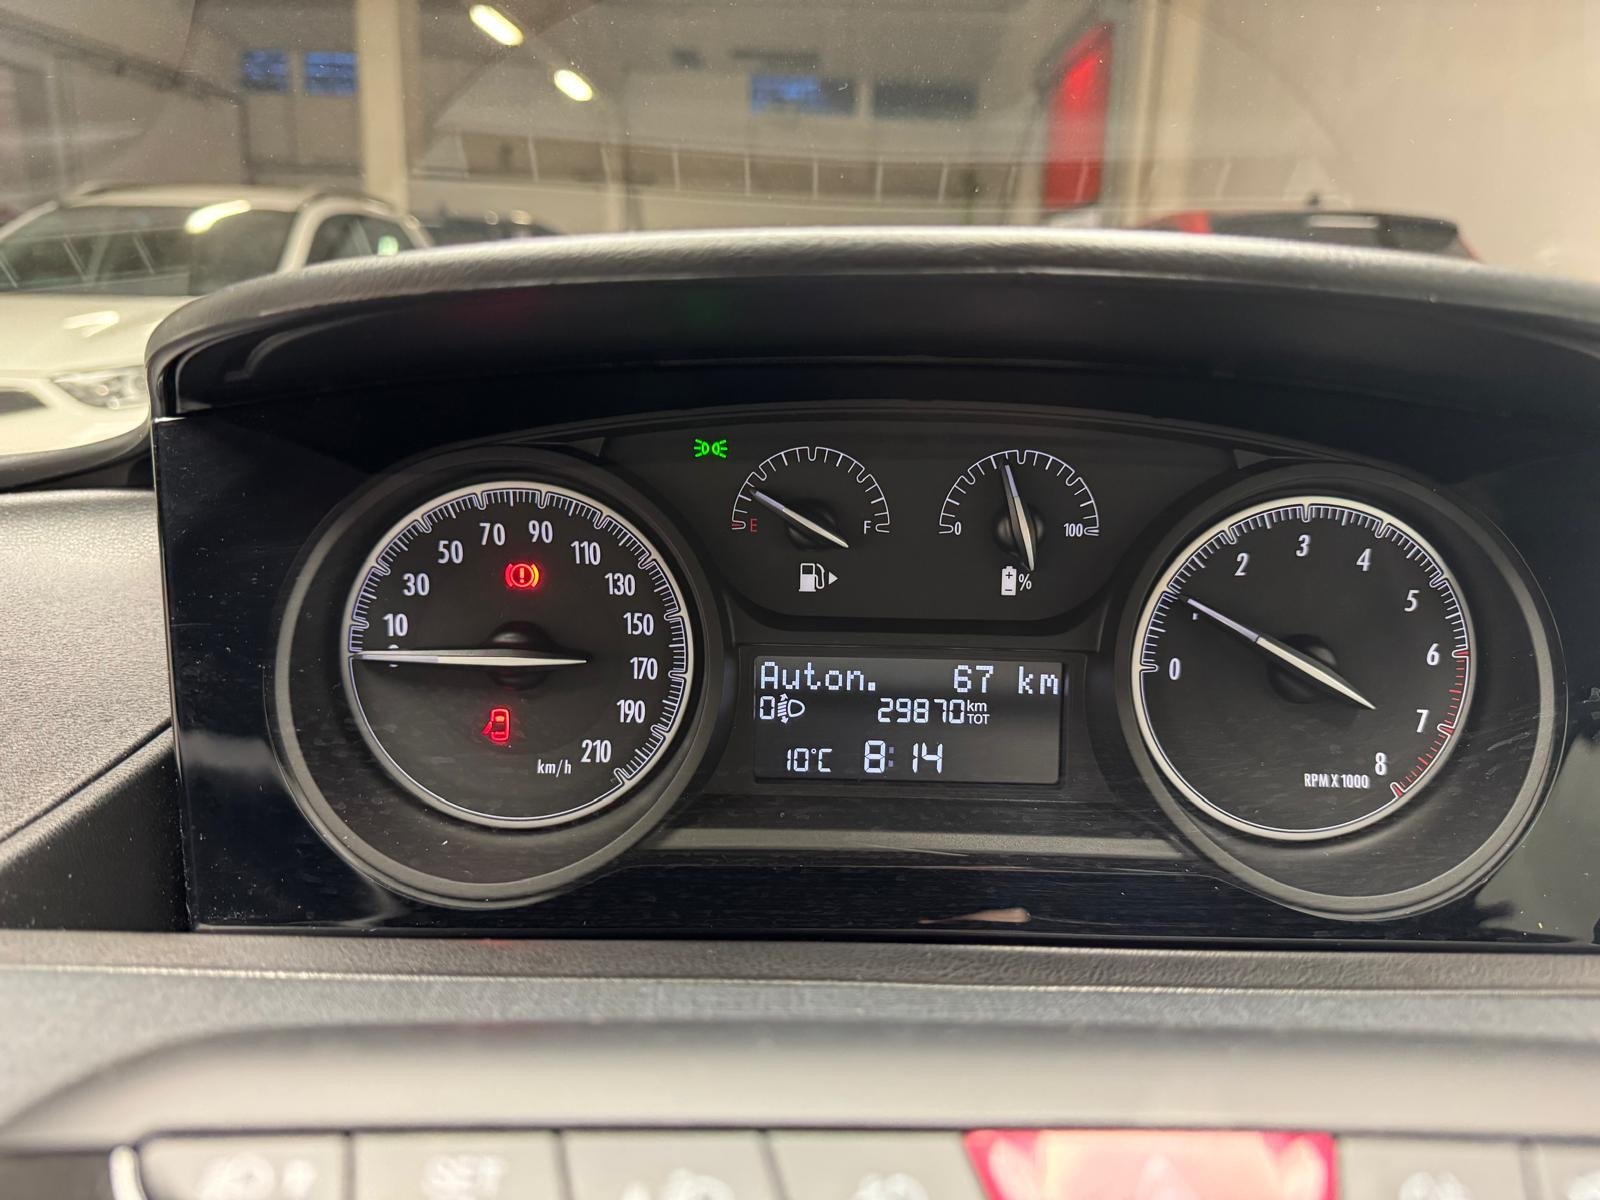 10 30 50 70 90 110 130 150 170 190 210
km/h
E F
0 100
%
Auton. 67 km
0 29870 km TOT
10°C 8:14
0 1 2 3 4 5 6 7 8
RPM X 1000
SET